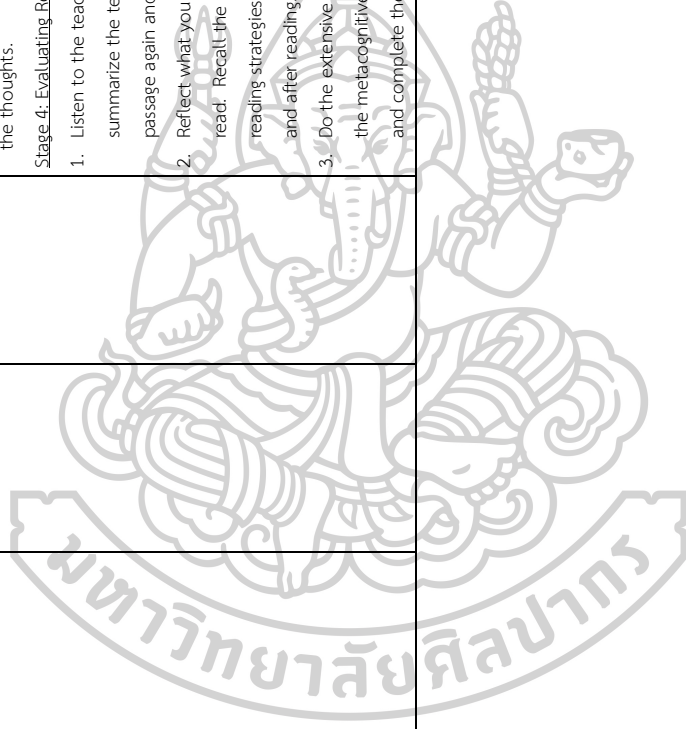 the thoughts.
Stage 4: Evaluating Re
1. Listen to the teac
summarize the te
passage again and
2. Reflect what you
read. Recall the
reading strategies
and after reading,
3. Do the extensive
the metacognitive
and complete the
มหาวิทยาลัยศิลปากร